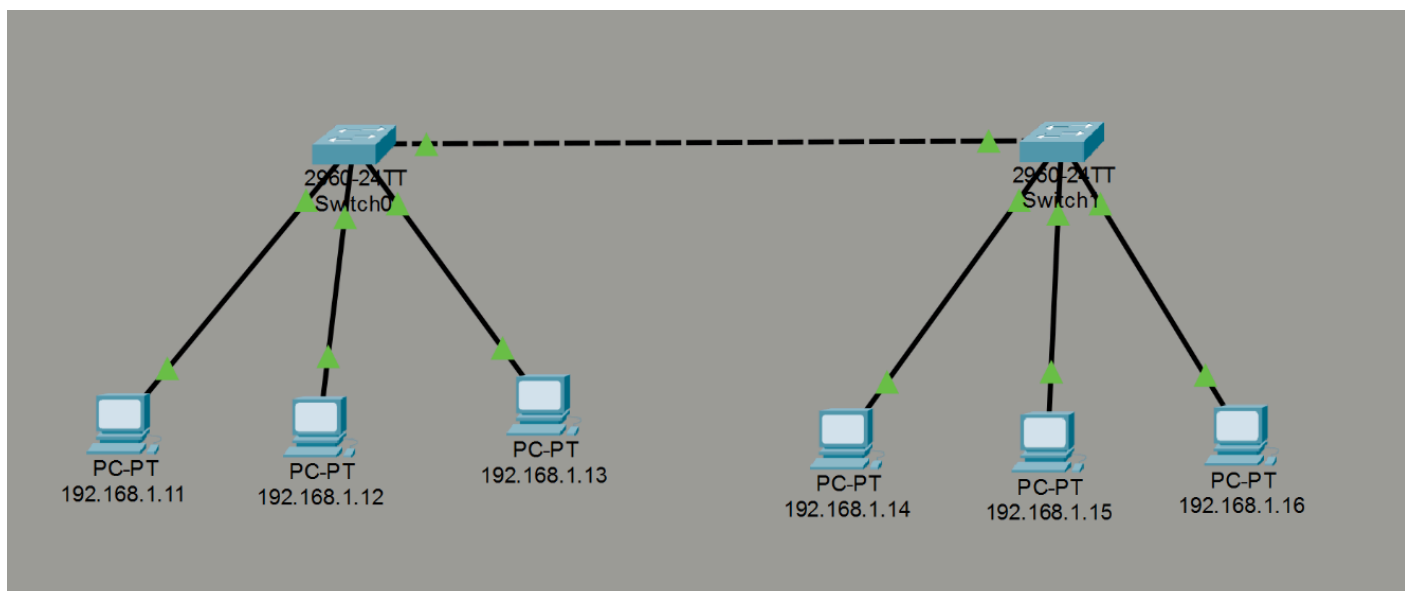 2960-24TT
Switch0
2960-24TT
Switch1
PC-PT
192.168.1.11
PC-PT
192.168.1.12
PC-PT
192.168.1.13
PC-PT
192.168.1.14
PC-PT
192.168.1.15
PC-PT
192.168.1.16